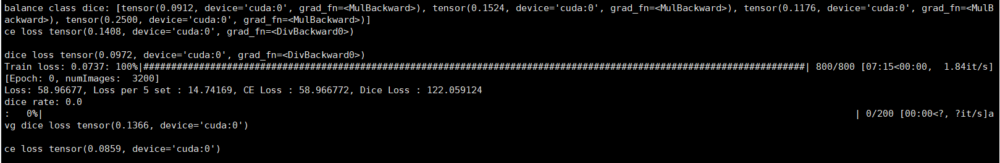 balance class dice: [tensor(0.0912, device='cuda:0', grad_fn=<MulBackward>), tensor(0.1524, device='cuda:0', grad_fn=<MulBackward>), tensor(0.1176, device='cuda:0', grad_fn=<MulB
ackward>), tensor(0.2500, device='cuda:0', grad_fn=<MulBackward>)]
ce loss tensor(0.1408, device='cuda:0', grad_fn=<DivBackward0>)
dice loss tensor(0.0972, device='cuda:0', grad_fn=<DivBackward0>)
Train loss: 0.0737: 100%|#######################################################################################################################| 800/800 [07:15<00:00,  1.84it/s]
[Epoch: 0, numImages:  3200]
Loss: 58.96677, Loss per 5 set : 14.74169, CE Loss : 58.966772, Dice Loss : 122.059124
dice rate: 0.0
:   0%|                                                                                                                                                  | 0/200 [00:00<?, ?it/s]a
vg dice loss tensor(0.1366, device='cuda:0')
ce loss tensor(0.0859, device='cuda:0')